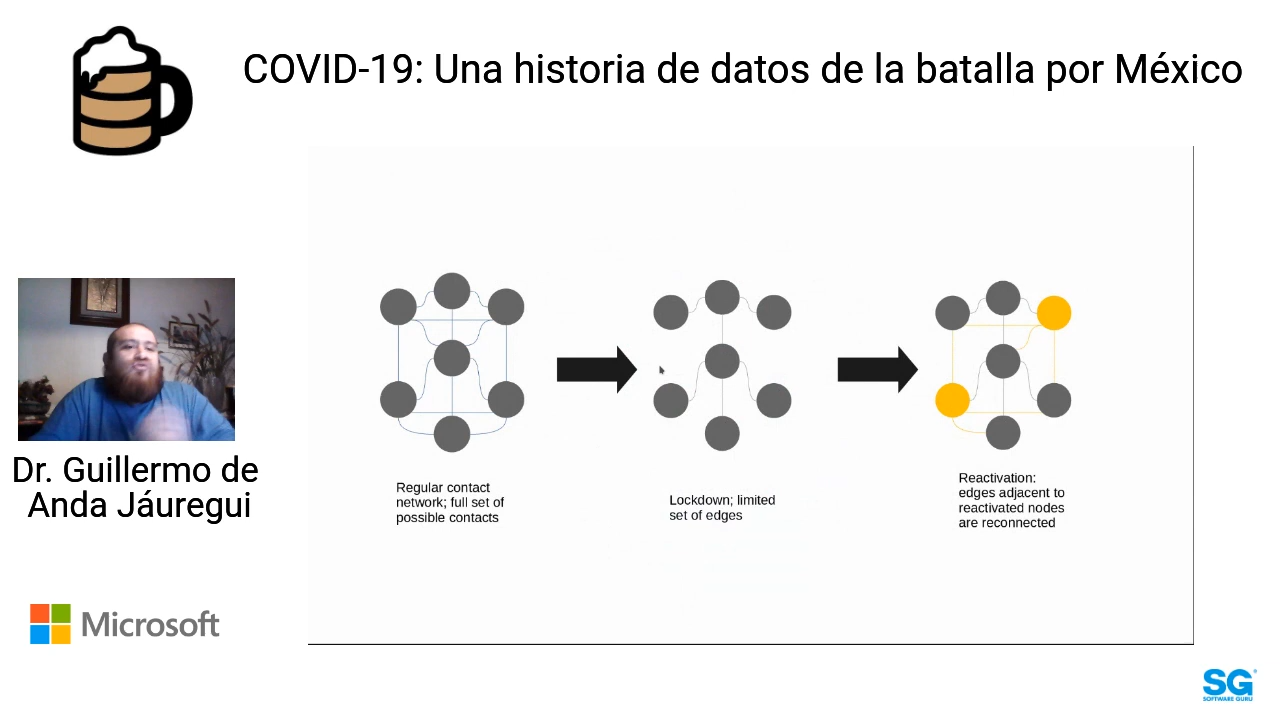 COVID-19: Una historia de datos de la batalla por México
Regular contact
network; full set of
possible contacts
Lockdown; limited
set of edges
Reactivation:
edges adjacent to
reactivated nodes
are reconnected
Dr. Guillermo de
Anda Jáuregui
Microsoft
SG
SOFTWARE GURU